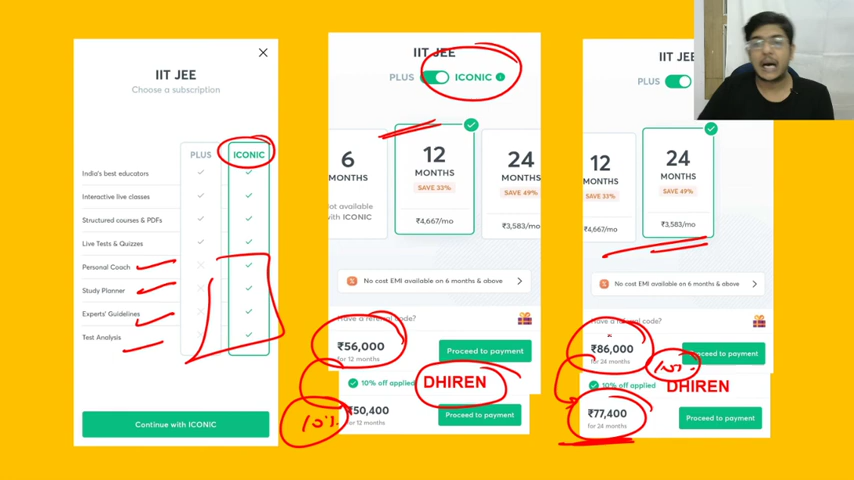 IIT JEE
Choose a subscription
PLUS ICONIC
India's best educators
Interactive live classes
Structured courses & PDFs
Live Tests & Quizzes
Personal Coach
Study Planner
Experts' Guidelines
Test Analysis
Continue with ICONIC
IIT JEE
PLUS ICONIC
6
MONTHS
ot available
with ICONIC
12
MONTHS
SAVE 33%
₹4,667/mo
24
MONTHS
SAVE 49%
₹3,583/mo
No cost EMI available on 6 months & above
Have a referral code?
₹56,000
for 12 months
Proceed to payment
10% off applied
DHIREN
10%
₹50,400
for 12 months
Proceed to payment
IIT JEE
PLUS
12
MONTHS
SAVE 33%
₹4,667/mo
24
MONTHS
SAVE 49%
₹3,583/mo
No cost EMI available on 6 months & above
Have a referral code?
₹86,000
for 24 months
10%
Proceed to payment
10% off applied
DHIREN
₹77,400
for 24 months
Proceed to payment